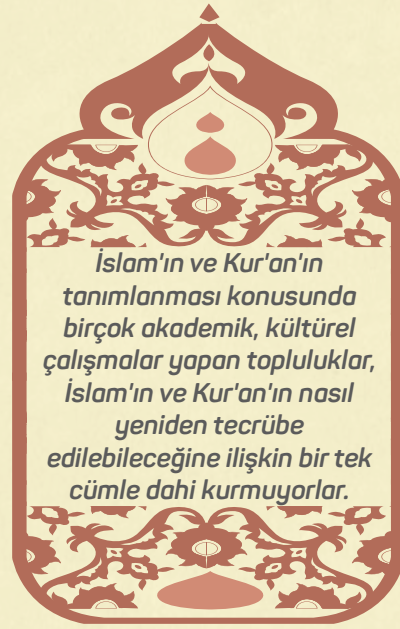 İslam'ın ve Kur'an'ın
tanımlanması konusunda
birçok akademik, kültürel
çalışmalar yapan topluluklar,
İslam'ın ve Kur'an'ın nasıl
yeniden tecrübe
edilebileceğine ilişkin bir tek
cümle dahi kurmuyorlar.